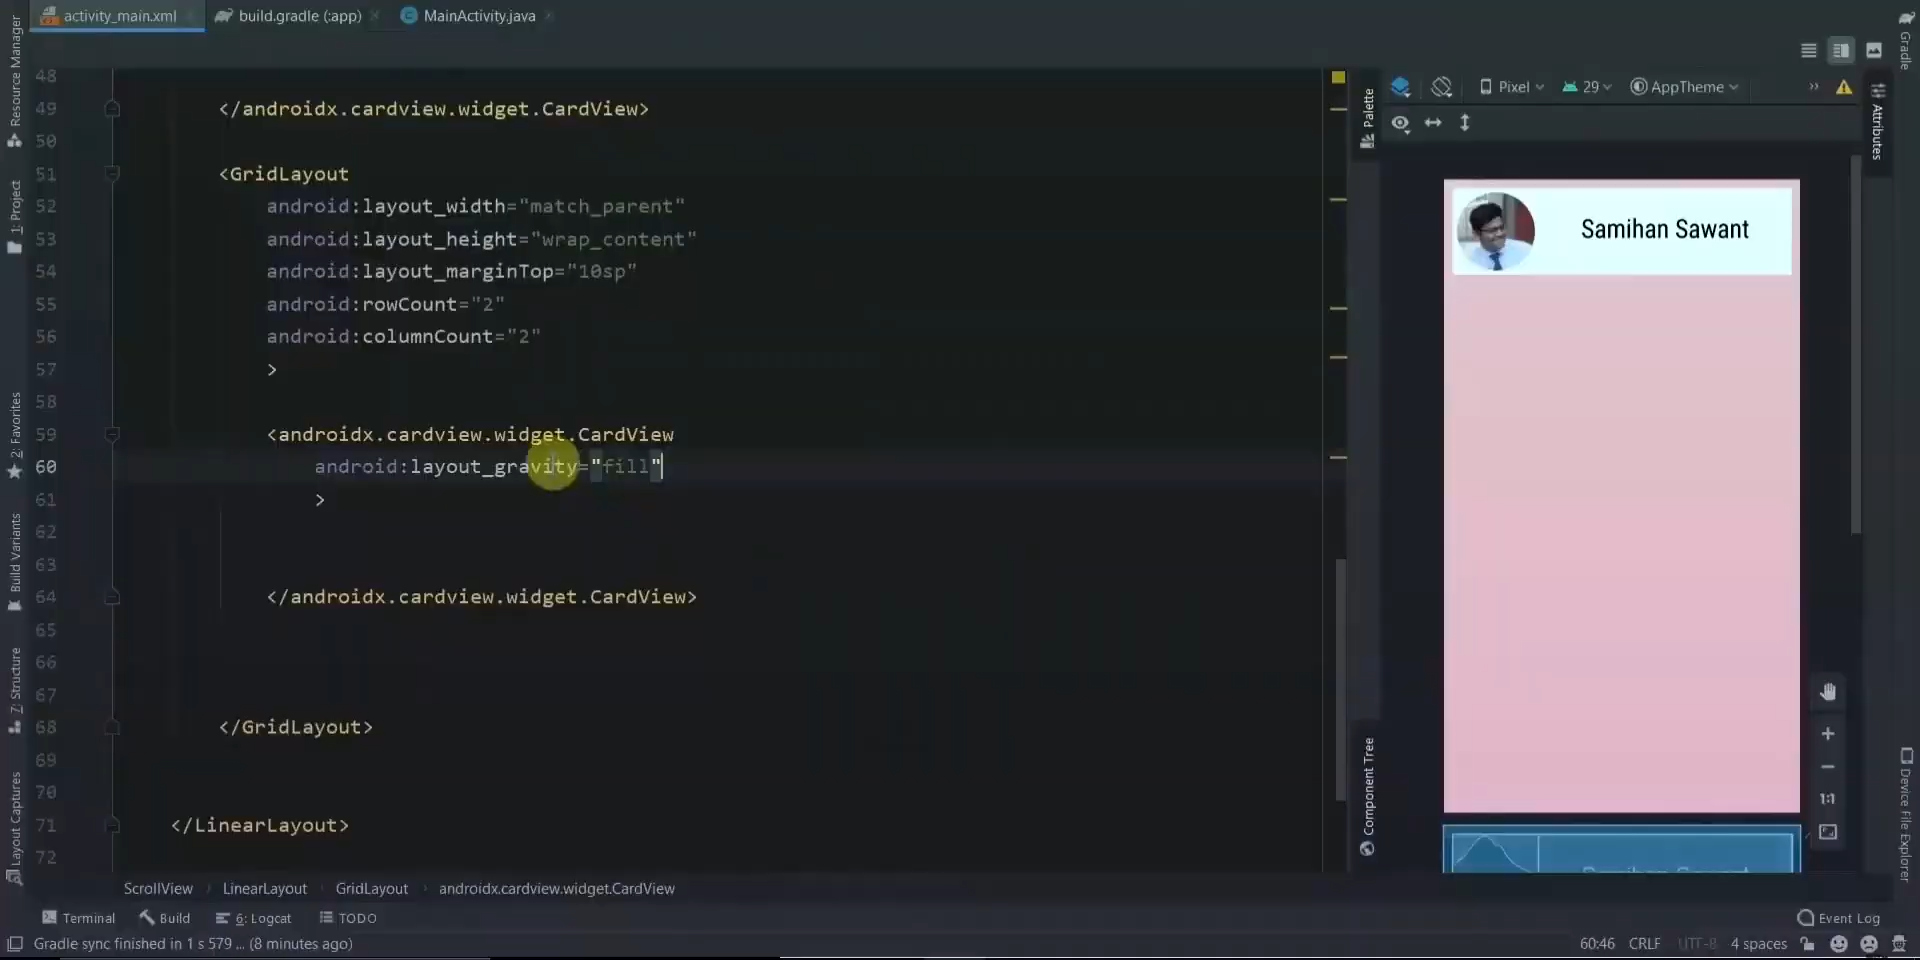 activity_main.xml
build.gradle (:app)
MainActivity.java
Resource Manager
1: Project
2: Favorites
Build Variants
7: Structure
Layout Captures
48
49 </androidx.cardview.widget.CardView>
50
51 <GridLayout
52 android:layout_width="match_parent"
53 android:layout_height="wrap_content"
54 android:layout_marginTop="10sp"
55 android:rowCount="2"
56 android:columnCount="2"
57 >
58
59 <androidx.cardview.widget.CardView
60 android:layout_gravity="fill"
61 >
62
63
64 </androidx.cardview.widget.CardView>
65
66
67
68 </GridLayout>
69
70
71 </LinearLayout>
72
Palette
Component Tree
Pixel
29
AppTheme
Samihan Sawant
1:1
Gradle
Attributes
Device File Explorer
ScrollView
LinearLayout
GridLayout
androidx.cardview.widget.CardView
Terminal
Build
6: Logcat
TODO
Event Log
Gradle sync finished in 1 s 579 ... (8 minutes ago)
60:46
CRLF
UTF-8
4 spaces